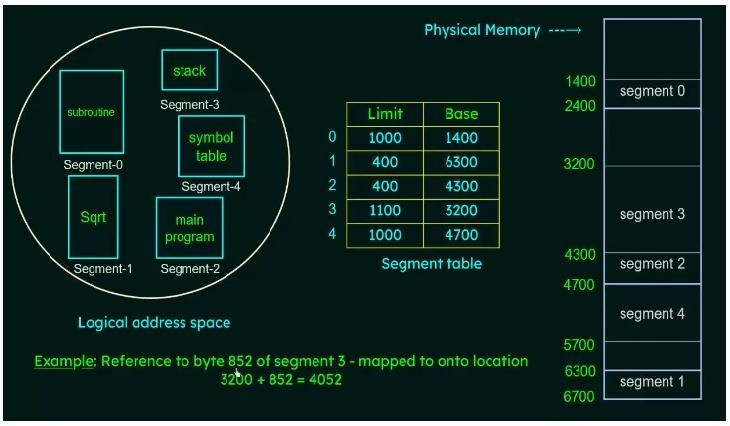 Physical Memory ---->
stack
Segment-3
subroutine
Segment-0
symbol
table
Segment-4
Sqrt
Segment-1
main
program
Segment-2
Logical address space
Limit Base
0 1000 1400
1 400 6300
2 400 4300
3 1100 3200
4 1000 4700
Segment table
1400
segment 0
2400
3200
segment 3
4300
segment 2
4700
segment 4
5700
6300
segment 1
6700
Example: Reference to byte 852 of segment 3 - mapped to onto location
3200 + 852 = 4052